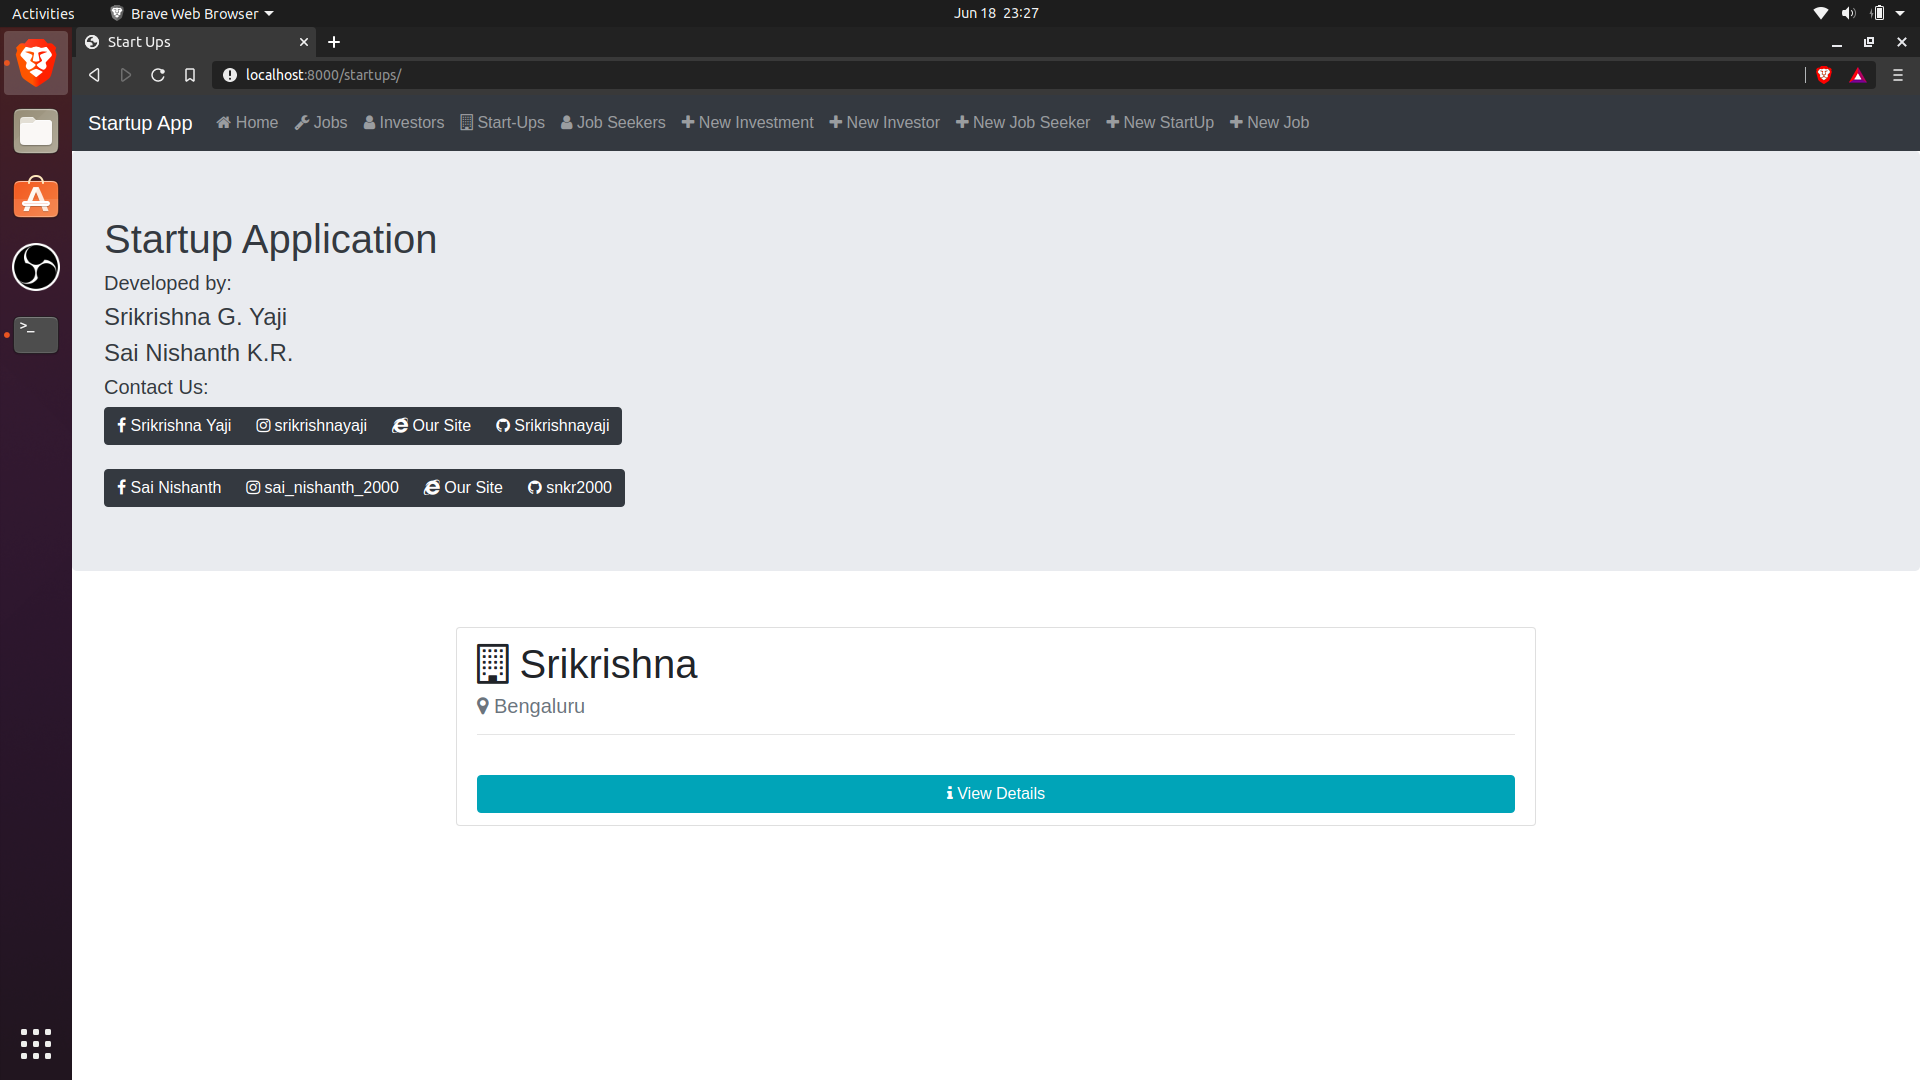 Activities Brave Web Browser Jun 18 23:27
Start Ups
localhost:8000/startups/
Startup App Home Jobs Investors Start-Ups Job Seekers New Investment New Investor New Job Seeker New StartUp New Job
Startup Application
Developed by:
Srikrishna G. Yaji
Sai Nishanth K.R.
Contact Us:
Srikrishna Yaji srikrishnayaji Our Site Srikrishnayaji
Sai Nishanth sai_nishanth_2000 Our Site snkr2000
Srikrishna
Bengaluru
View Details